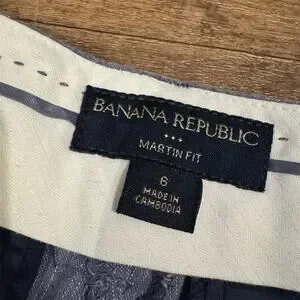 BANANA REPUBLIC
MARTIN FIT
6
MADE IN
CAMBODIA